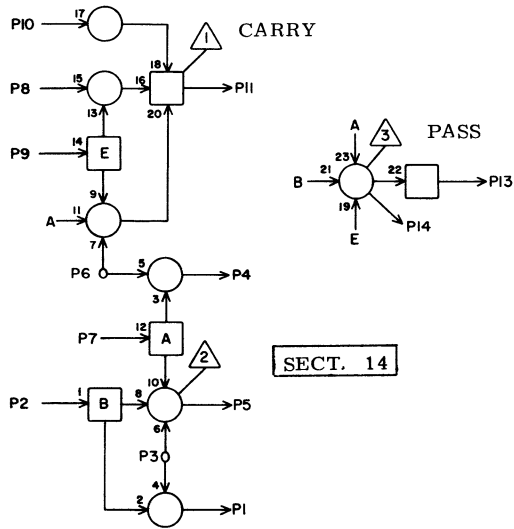 P10 17
1 CARRY
18
P8 15 16 P11
13 20
P9 14 E
9
A 11
7
P6 5 P4
3
P7 12 A
2
10
P2 1 B 8 P5
6
P3
4
2 P1
A
3 PASS
23
B 21 22 P13
19 P14
E
SECT. 14